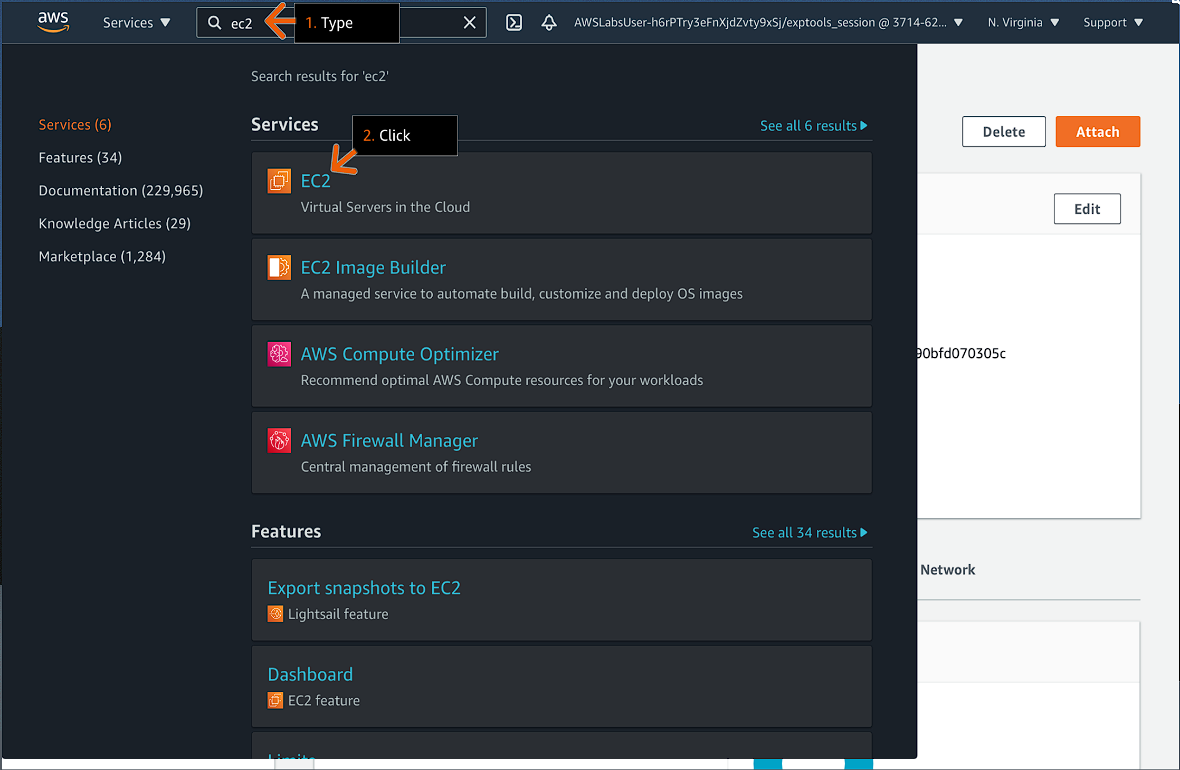 aws
Services
ec2
1. Type
AWSLabsUser-h6rPTry3eFnXjdZvty9xSj/exptools_session @ 3714-62...
N. Virginia
Support
Search results for 'ec2'
Services (6)
Features (34)
Documentation (229,965)
Knowledge Articles (29)
Marketplace (1,284)
Services
See all 6 results
2. Click
EC2
Virtual Servers in the Cloud
EC2 Image Builder
A managed service to automate build, customize and deploy OS images
AWS Compute Optimizer
Recommend optimal AWS Compute resources for your workloads
AWS Firewall Manager
Central management of firewall rules
Features
See all 34 results
Export snapshots to EC2
Lightsail feature
Dashboard
EC2 feature
Limits
Delete
Attach
Edit
90bfd070305c
Network